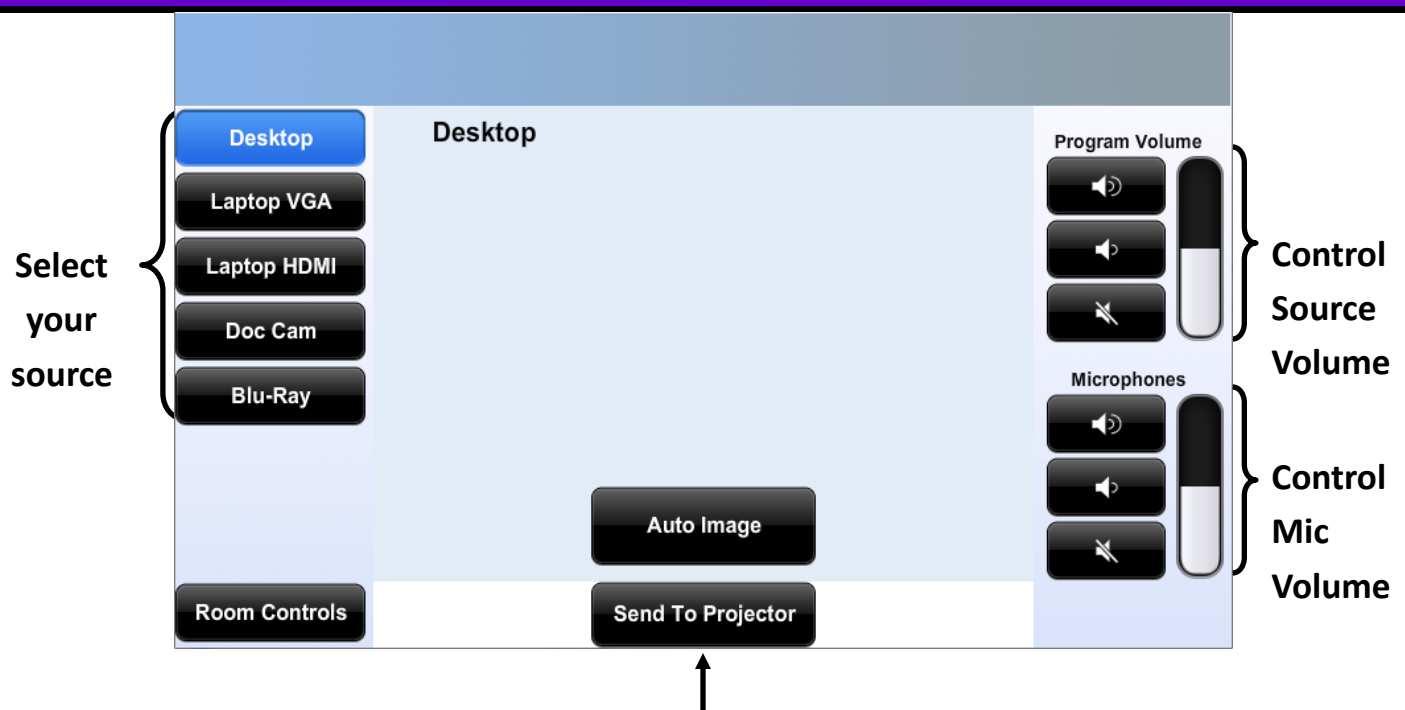 Select
your
source
Desktop
Laptop VGA
Laptop HDMI
Doc Cam
Blu-Ray
Room Controls
Desktop
Auto Image
Send To Projector
Program Volume
Microphones
Control
Source
Volume
Control
Mic
Volume